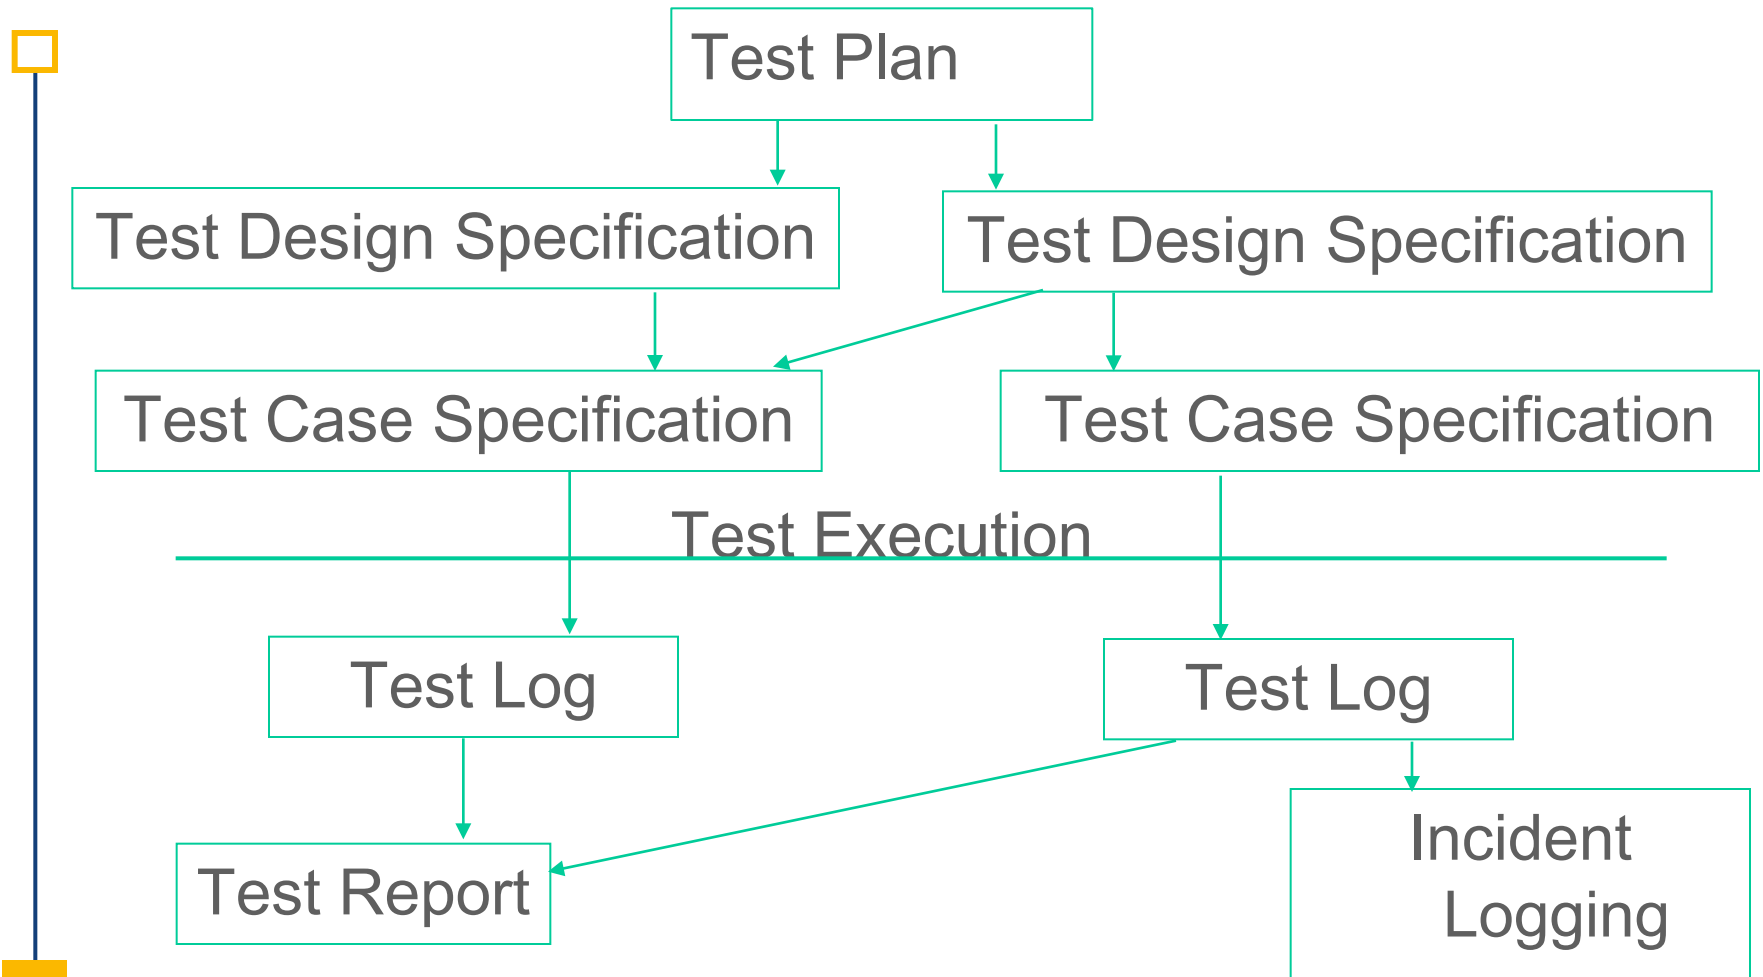 Test Plan
Test Design Specification
Test Design Specification
Test Case Specification
Test Case Specification
Test Execution
Test Log
Test Log
Test Report
Incident
Logging